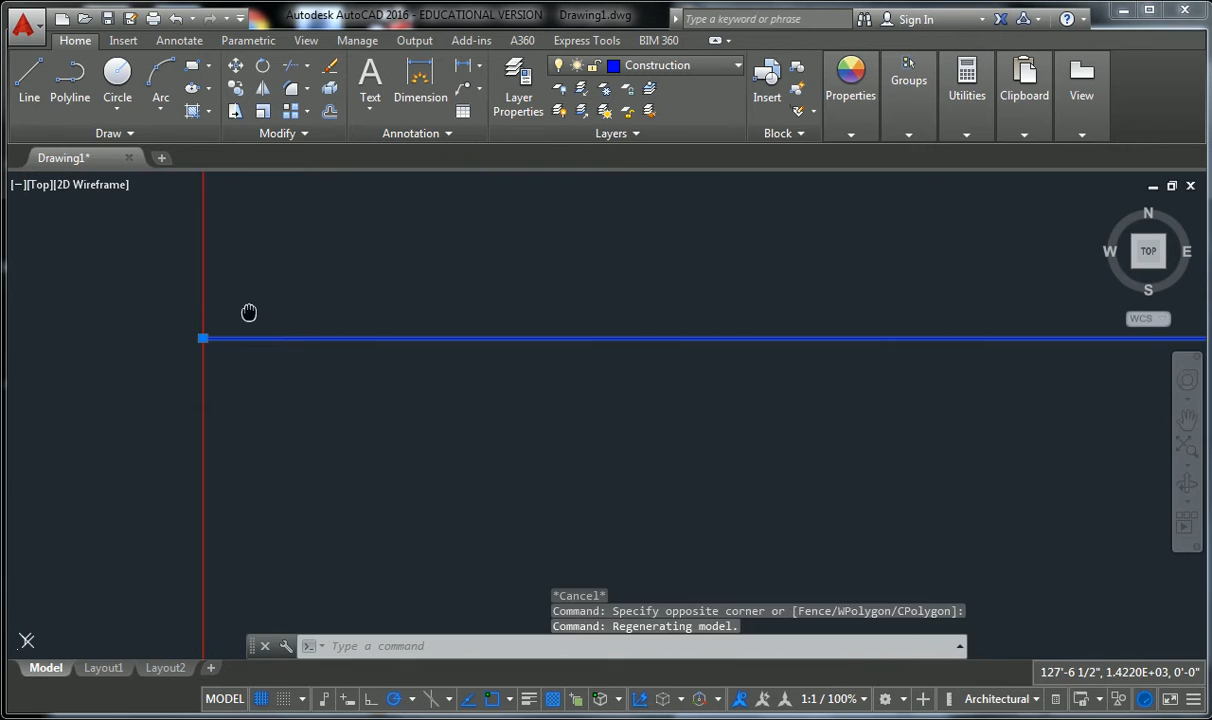 Autodesk AutoCAD 2016 - EDUCATIONAL VERSION Drawing1.dwg
Type a keyword or phrase
Sign In
Home Insert Annotate Parametric View Manage Output Add-ins A360 Express Tools BIM 360
Construction
Line Polyline Circle Arc
Text Dimension
Layer Properties
Insert
Properties Groups Utilities Clipboard View
Draw Modify Annotation Layers Block
Drawing1*
[−][Top][2D Wireframe]
N
W TOP E
S
WCS
*Cancel*
Command: Specify opposite corner or [Fence/WPolygon/CPolygon]:
Command: Regenerating model.
Type a command
Model Layout1 Layout2 +
127'-6 1/2", 1.4220E+03, 0'-0"
MODEL 1:1 / 100% Architectural